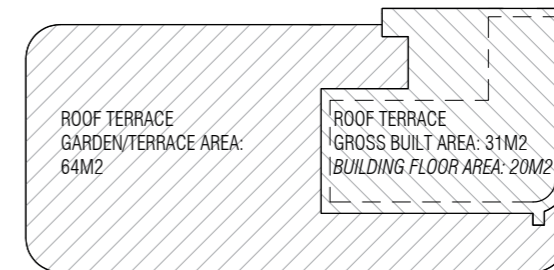 ROOF TERRACE
GARDEN/TERRACE AREA:
64M2
ROOF TERRACE
GROSS BUILT AREA: 31M2
BUILDING FLOOR AREA: 20M2